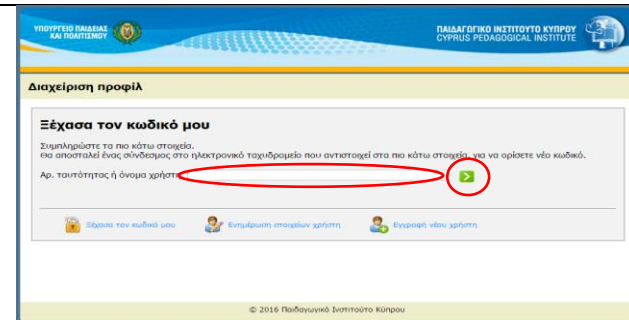 ΥΠΟΥΡΓΕΙΟ ΠΑΙΔΕΙΑΣ
ΚΑΙ ΠΟΛΙΤΙΣΜΟΥ
ΠΑΙΔΑΓΩΓΙΚΟ ΙΝΣΤΙΤΟΥΤΟ ΚΥΠΡΟΥ
CYPRUS PEDAGOGICAL INSTITUTE
Διαχείριση προφίλ
Ξέχασα τον κωδικό μου
Συμπληρώστε τα πιο κάτω στοιχεία.
Θα αποσταλεί ένας σύνδεσμος στο ηλεκτρονικό ταχυδρομείο που αντιστοιχεί στα πιο κάτω στοιχεία, για να ορίσετε νέο κωδικό.
Αρ. ταυτότητας ή όνομα χρήστη
Ξέχασα τον κωδικό μου
Ενημέρωση στοιχείων χρήστη
Εγγραφή νέου χρήστη
© 2016 Παιδαγωγικό Ινστιτούτο Κύπρου